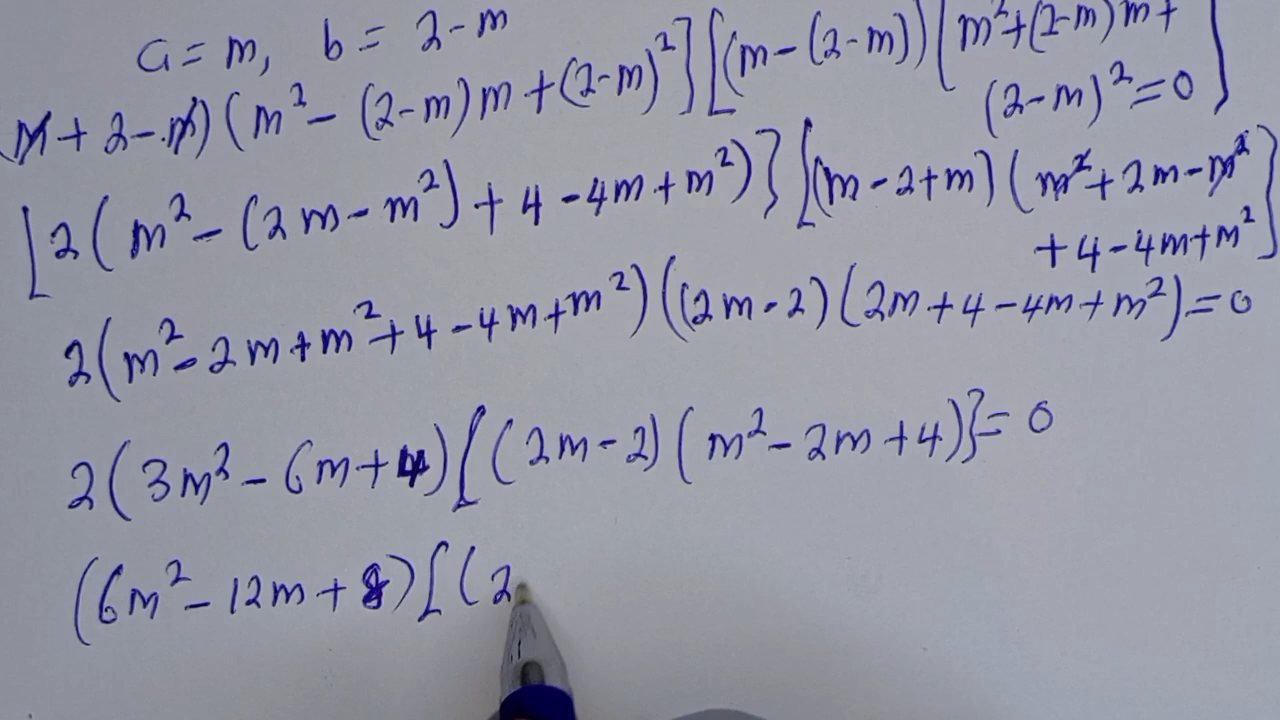 a = m, b = 2-m
(m + 2-m)(m² - (2-m)m + (2-m)²][(m-(2-m))[m²+(2-m)m+
(2-m)²=0]
[2(m² - (2m-m²)+4-4m+m²)}[(m-2+m)(m²+2m-m²
+4-4m+m²]
2(m²-2m+m²+4-4m+m²)((2m-2)(2m+4-4m+m²)=0
2(3m²-6m+4)[(2m-2)(m²-2m+4)}=0
(6m²-12m+8)[(2